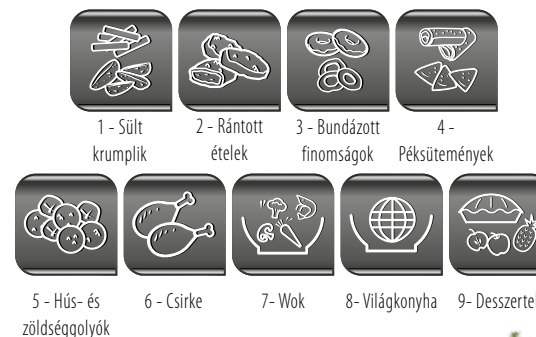 1 - Sült
krumplik
2 - Rántott
ételek
3 - Bundázott
finomságok
4 -
Péksütemények
5 - Hús- és
zöldséggolyók
6 - Csirke
7- Wok
8- Világkonyha
9- Desszerte